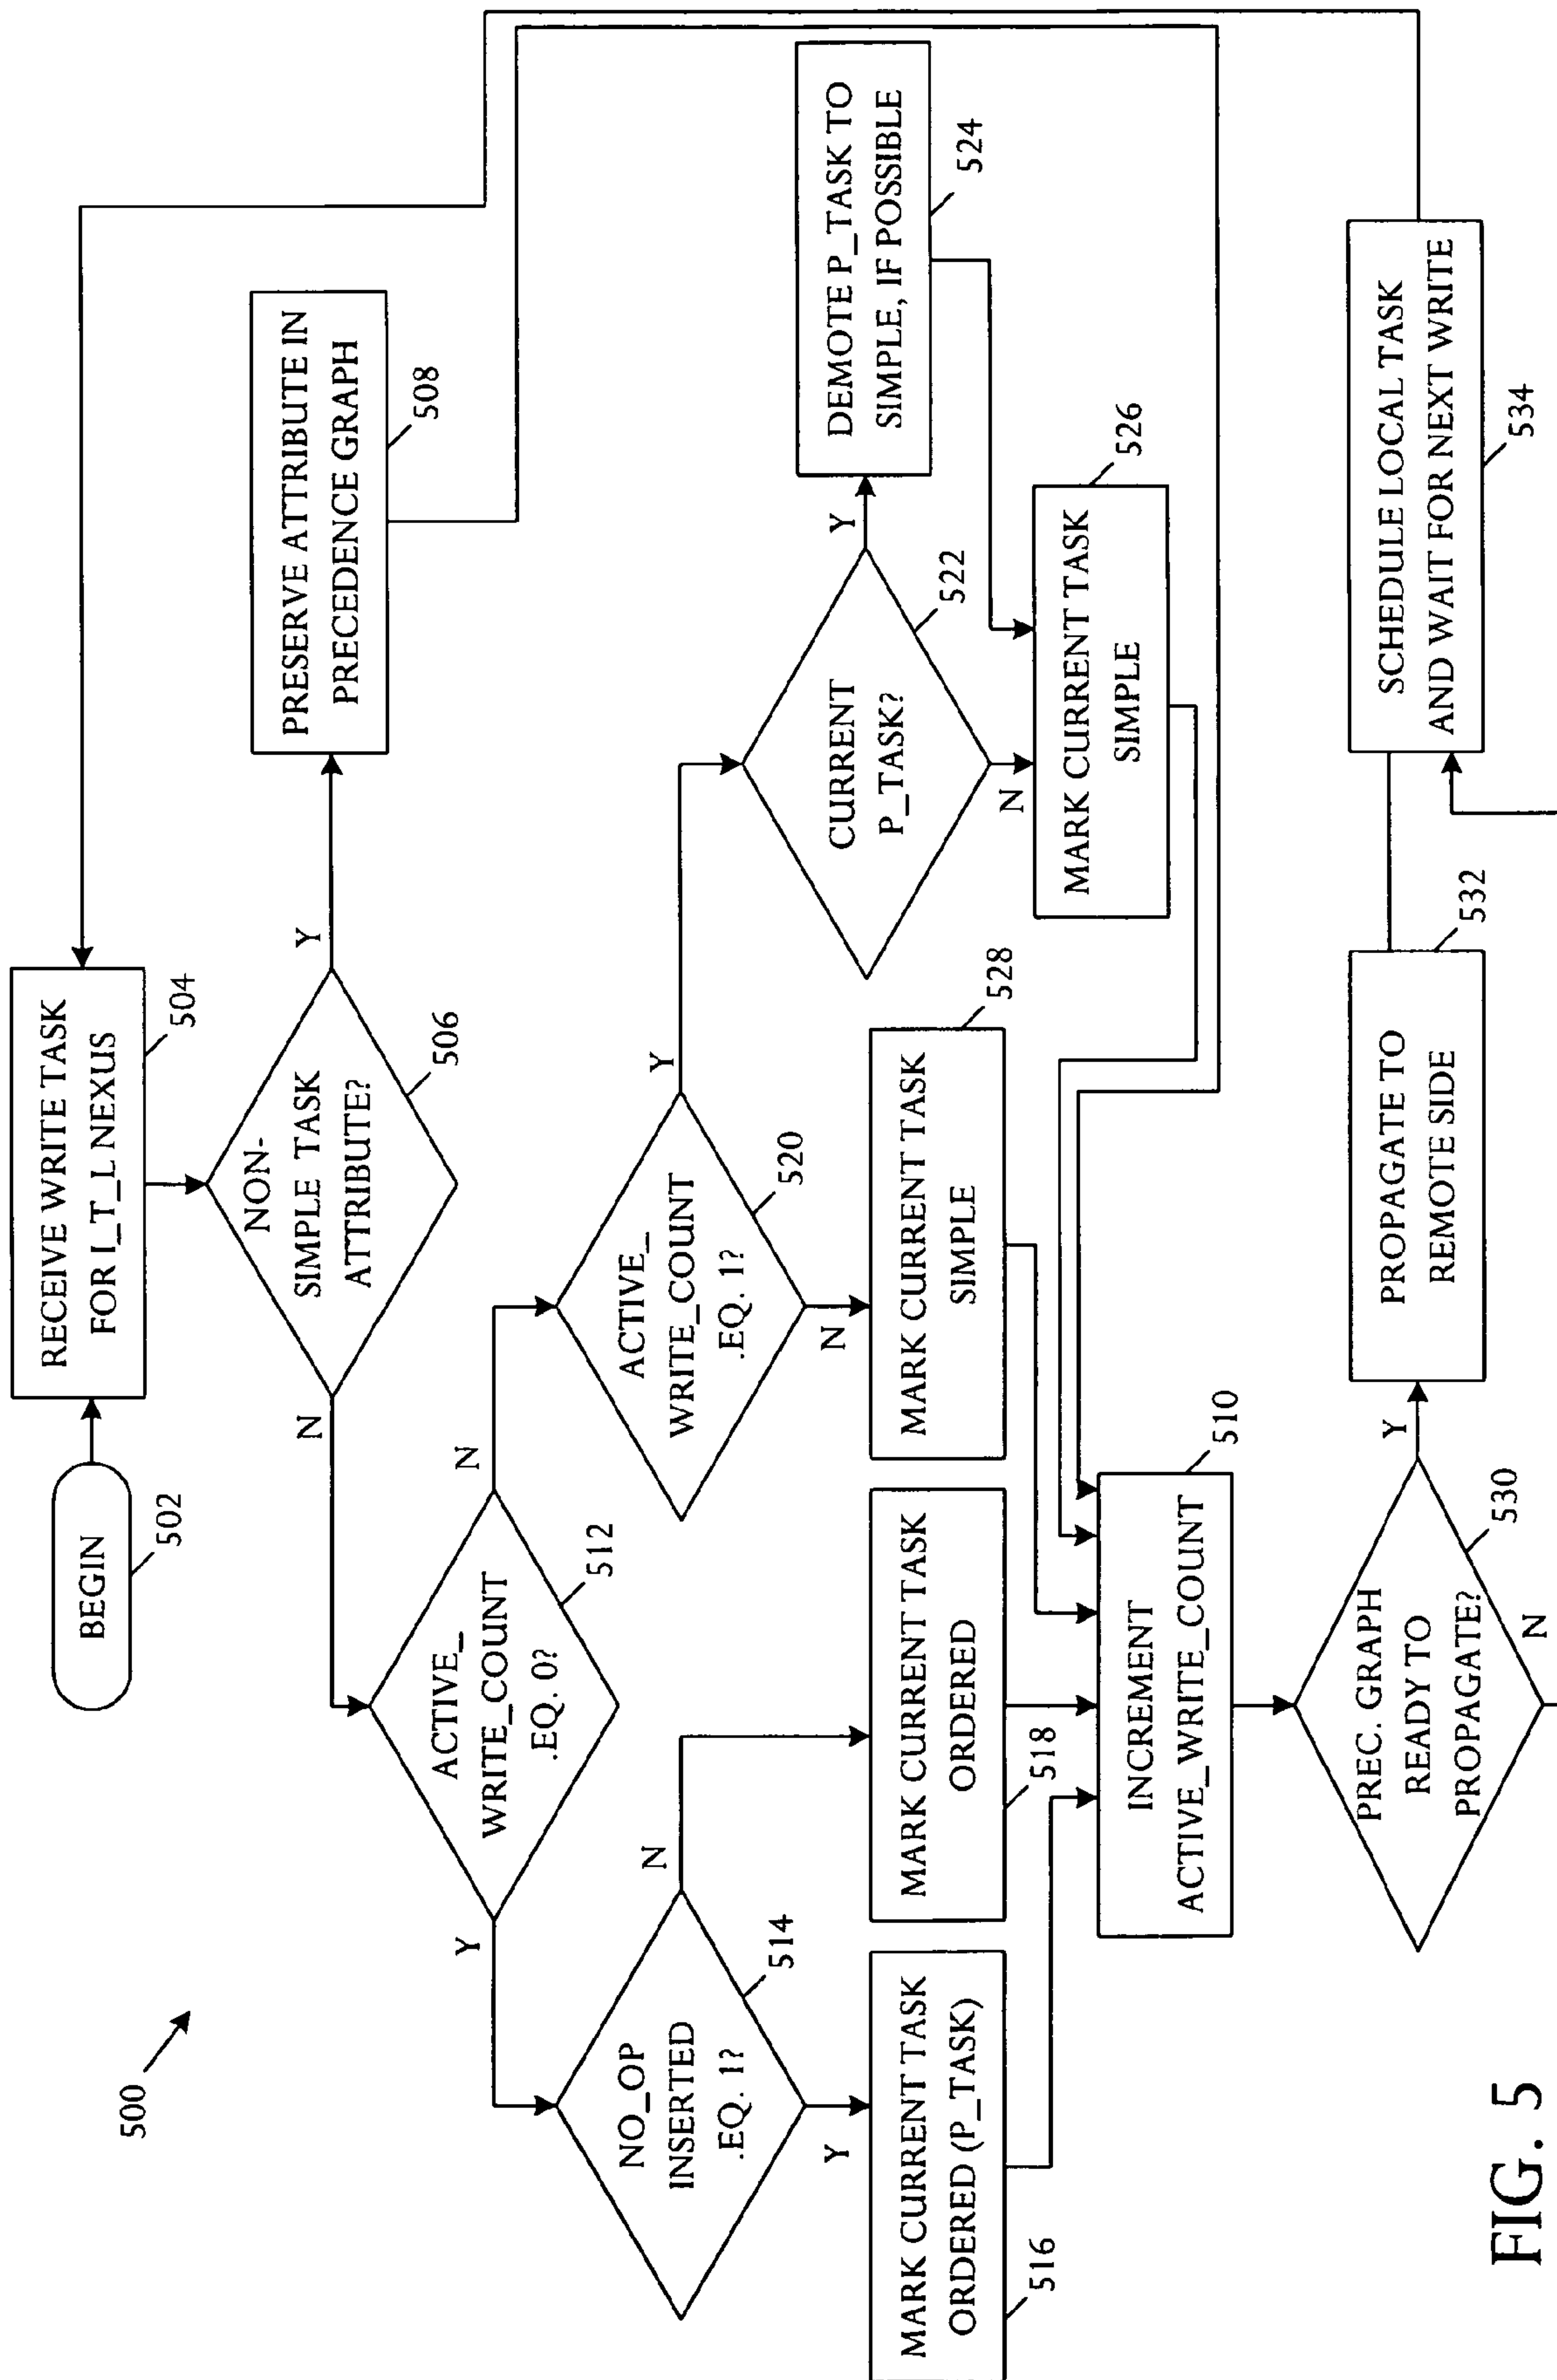 500
BEGIN
502
RECEIVE WRITE TASK
FOR I_T_L NEXUS
504
NON-
SIMPLE TASK
ATTRIBUTE?
506
Y
N
PRESERVE ATTRIBUTE IN
PRECEDENCE GRAPH
508
ACTIVE_
WRITE_COUNT
.EQ. 0?
512
Y
N
NO_OP
INSERTED
.EQ. 1?
514
Y
N
ACTIVE_
WRITE_COUNT
.EQ. 1?
520
Y
N
CURRENT
P_TASK?
522
Y
N
DEMOTE P_TASK TO
SIMPLE, IF POSSIBLE
524
MARK CURRENT TASK
ORDERED (P_TASK)
516
MARK CURRENT TASK
ORDERED
518
MARK CURRENT TASK
SIMPLE
528
MARK CURRENT TASK
SIMPLE
526
INCREMENT
ACTIVE_WRITE_COUNT
510
PREC. GRAPH
READY TO
PROPAGATE?
530
Y
N
PROPAGATE TO
REMOTE SIDE
532
SCHEDULE LOCAL TASK
AND WAIT FOR NEXT WRITE
534
FIG. 5